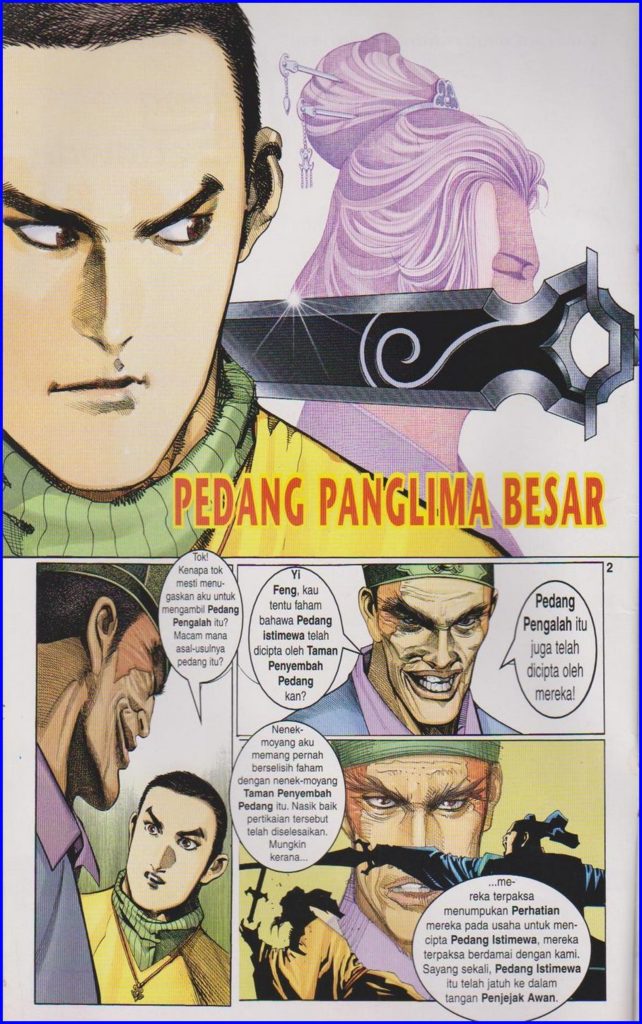 PEDANG PANGLIMA BESAR
Tok!
Kenapa tok
mesti menu-
gaskan aku untuk
mengambil Pedang
Pengalah itu?
Macam mana
asal-usulnya
pedang itu?
Yi
Feng, kau
tentu faham
bahawa Pedang
istimewa telah
dicipta oleh Taman
Penyembah
Pedang
kan?
2
Pedang
Pengalah itu
juga telah
dicipta oleh
mereka!
Nenek-
moyang aku
memang pernah
berselisih faham
dengan nenek-moyang
Taman Penyembah
Pedang itu. Nasik baik
pertikaian tersebut
telah diselesaikan.
Mungkin
kerana...
...me-
reka terpaksa
menumpukan Perhatian
mereka pada usaha untuk men-
cipta Pedang Istimewa, mereka
terpaksa berdamai dengan kami.
Sayang sekali, Pedang Istimewa
itu telah jatuh ke dalam
tangan Penjejak Awan.